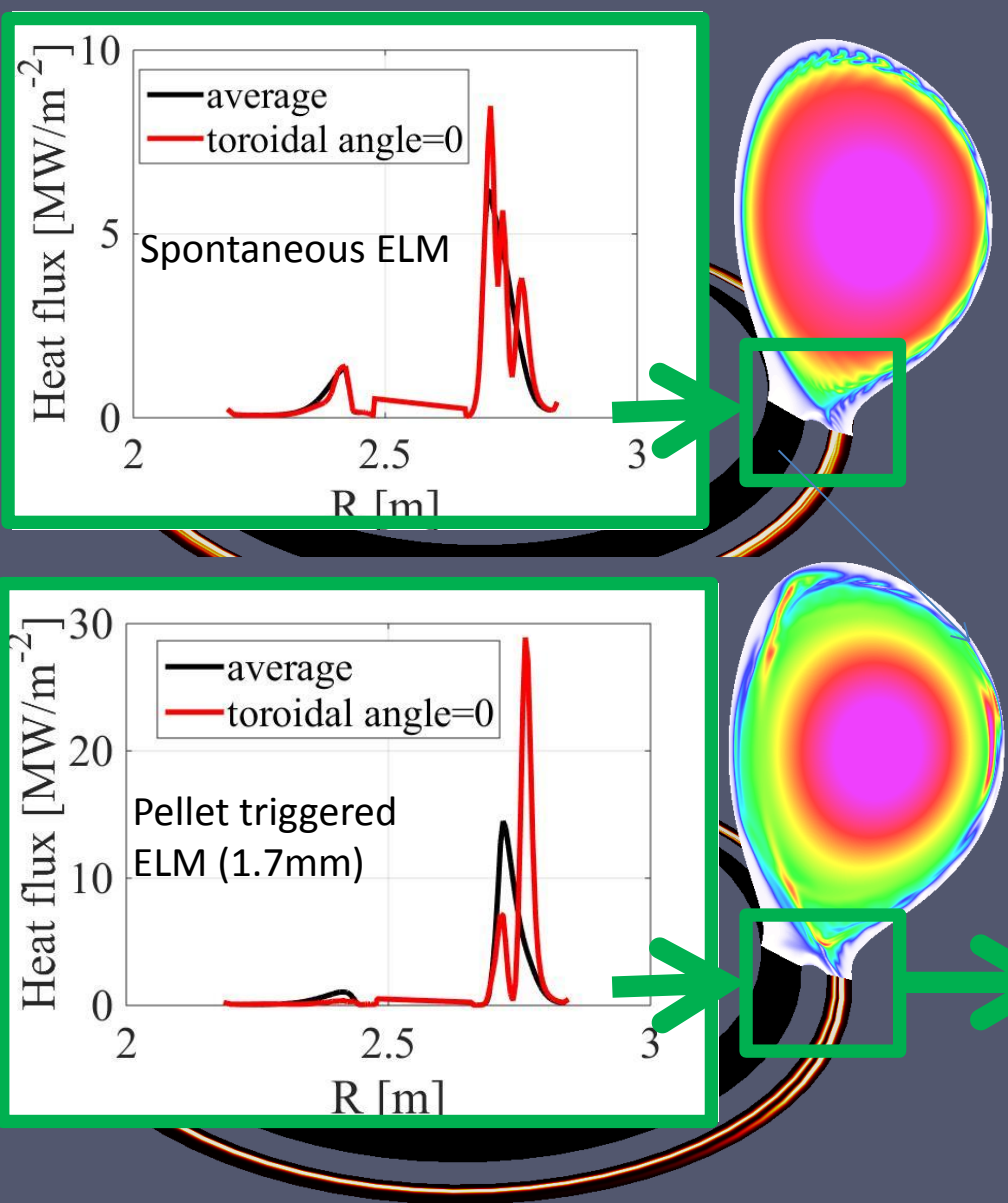 Heat flux [MW/m⁻²]
10
5
0
average
toroidal angle=0
Spontaneous ELM
2
2.5
3
R [m]
Heat flux [MW/m⁻²]
30
20
10
0
average
toroidal angle=0
Pellet triggered
ELM (1.7mm)
2
2.5
3
R [m]